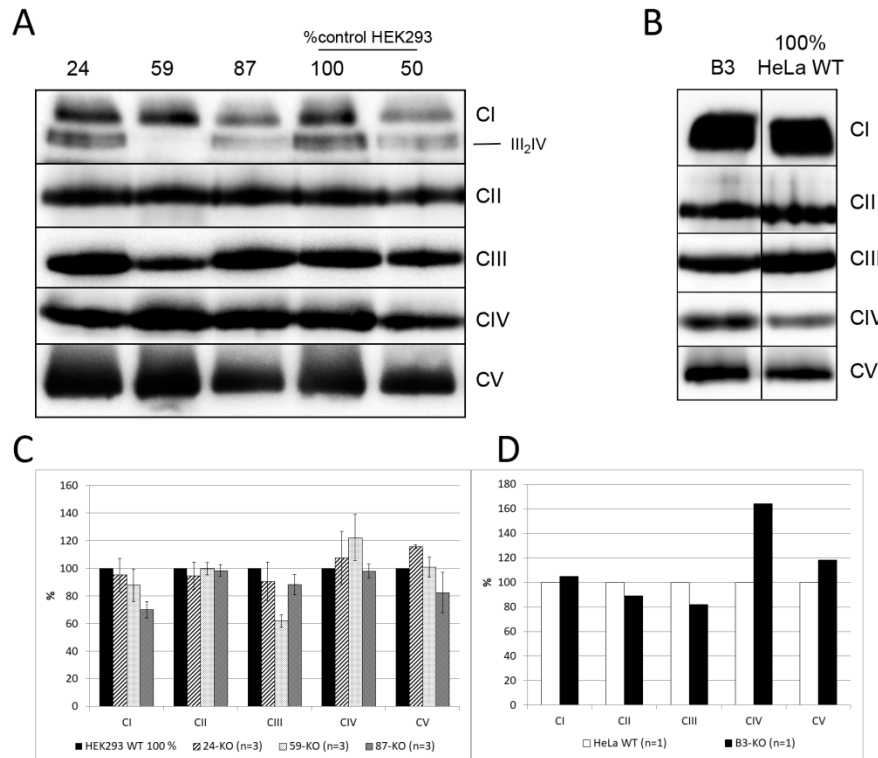 A
%control HEK293
24 59 87 100 50
CI
III₂IV
CII
CIII
CIV
CV
B
100%
B3 HeLa WT
CI
CII
CIII
CIV
CV
C
160
140
120
100
80
60
40
20
0
%
CI CII CIII CIV CV
HEK293 WT 100 % 24-KO (n=3) 59-KO (n=3) 87-KO (n=3)
D
180
160
140
120
100
80
60
40
20
0
%
CI CII CIII CIV CV
HeLa WT (n=1) B3-KO (n=1)